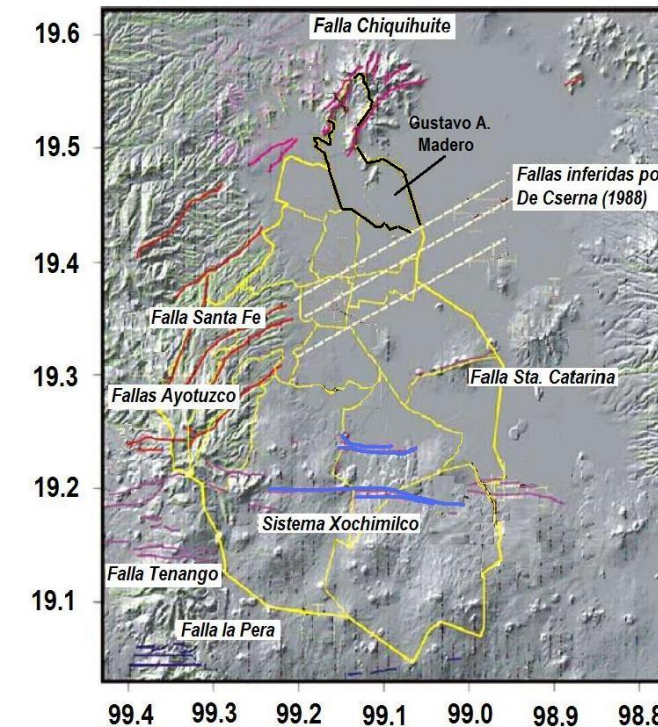 Falla Chiquihuite
19.6
Gustavo A.
Madero
19.5
Fallas inferidas po
De Cserna (1988)
19.4
Falla Santa Fe
19.3
Falla Sta. Catarina
Fallas Ayotuzco
19.2
Sistema Xochimilco
Falla Tenango
19.1
Falla la Pera
99.4 99.3 99.2 99.1 99.0 98.9 98.8